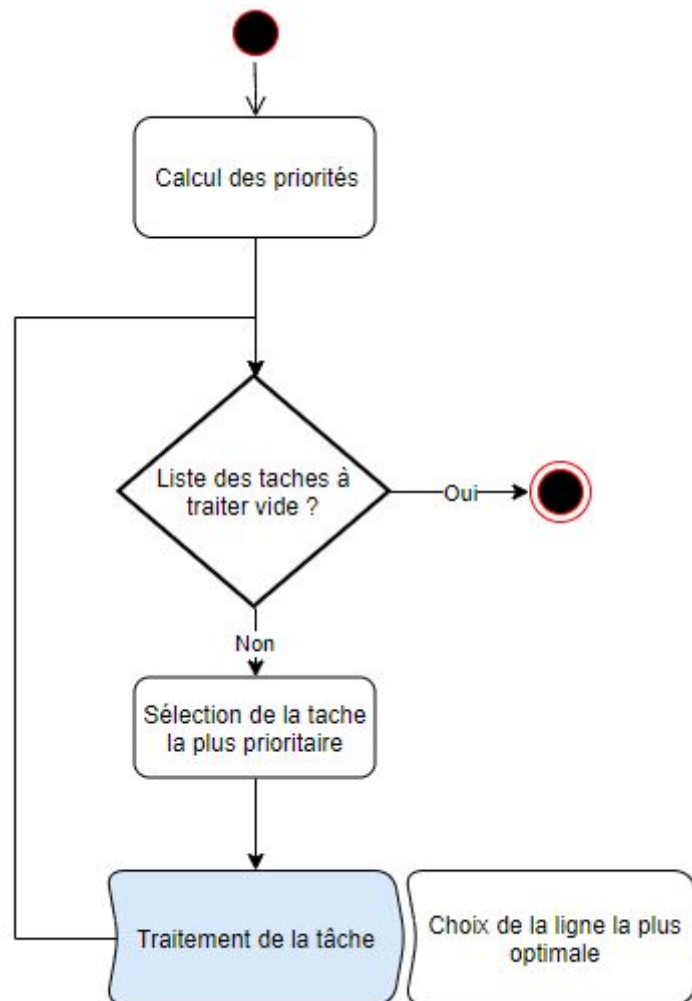 Calcul des priorités
Liste des taches à
traiter vide ?
Oui
Non
Sélection de la tache
la plus prioritaire
Traitement de la tâche
Choix de la ligne la plus
optimale